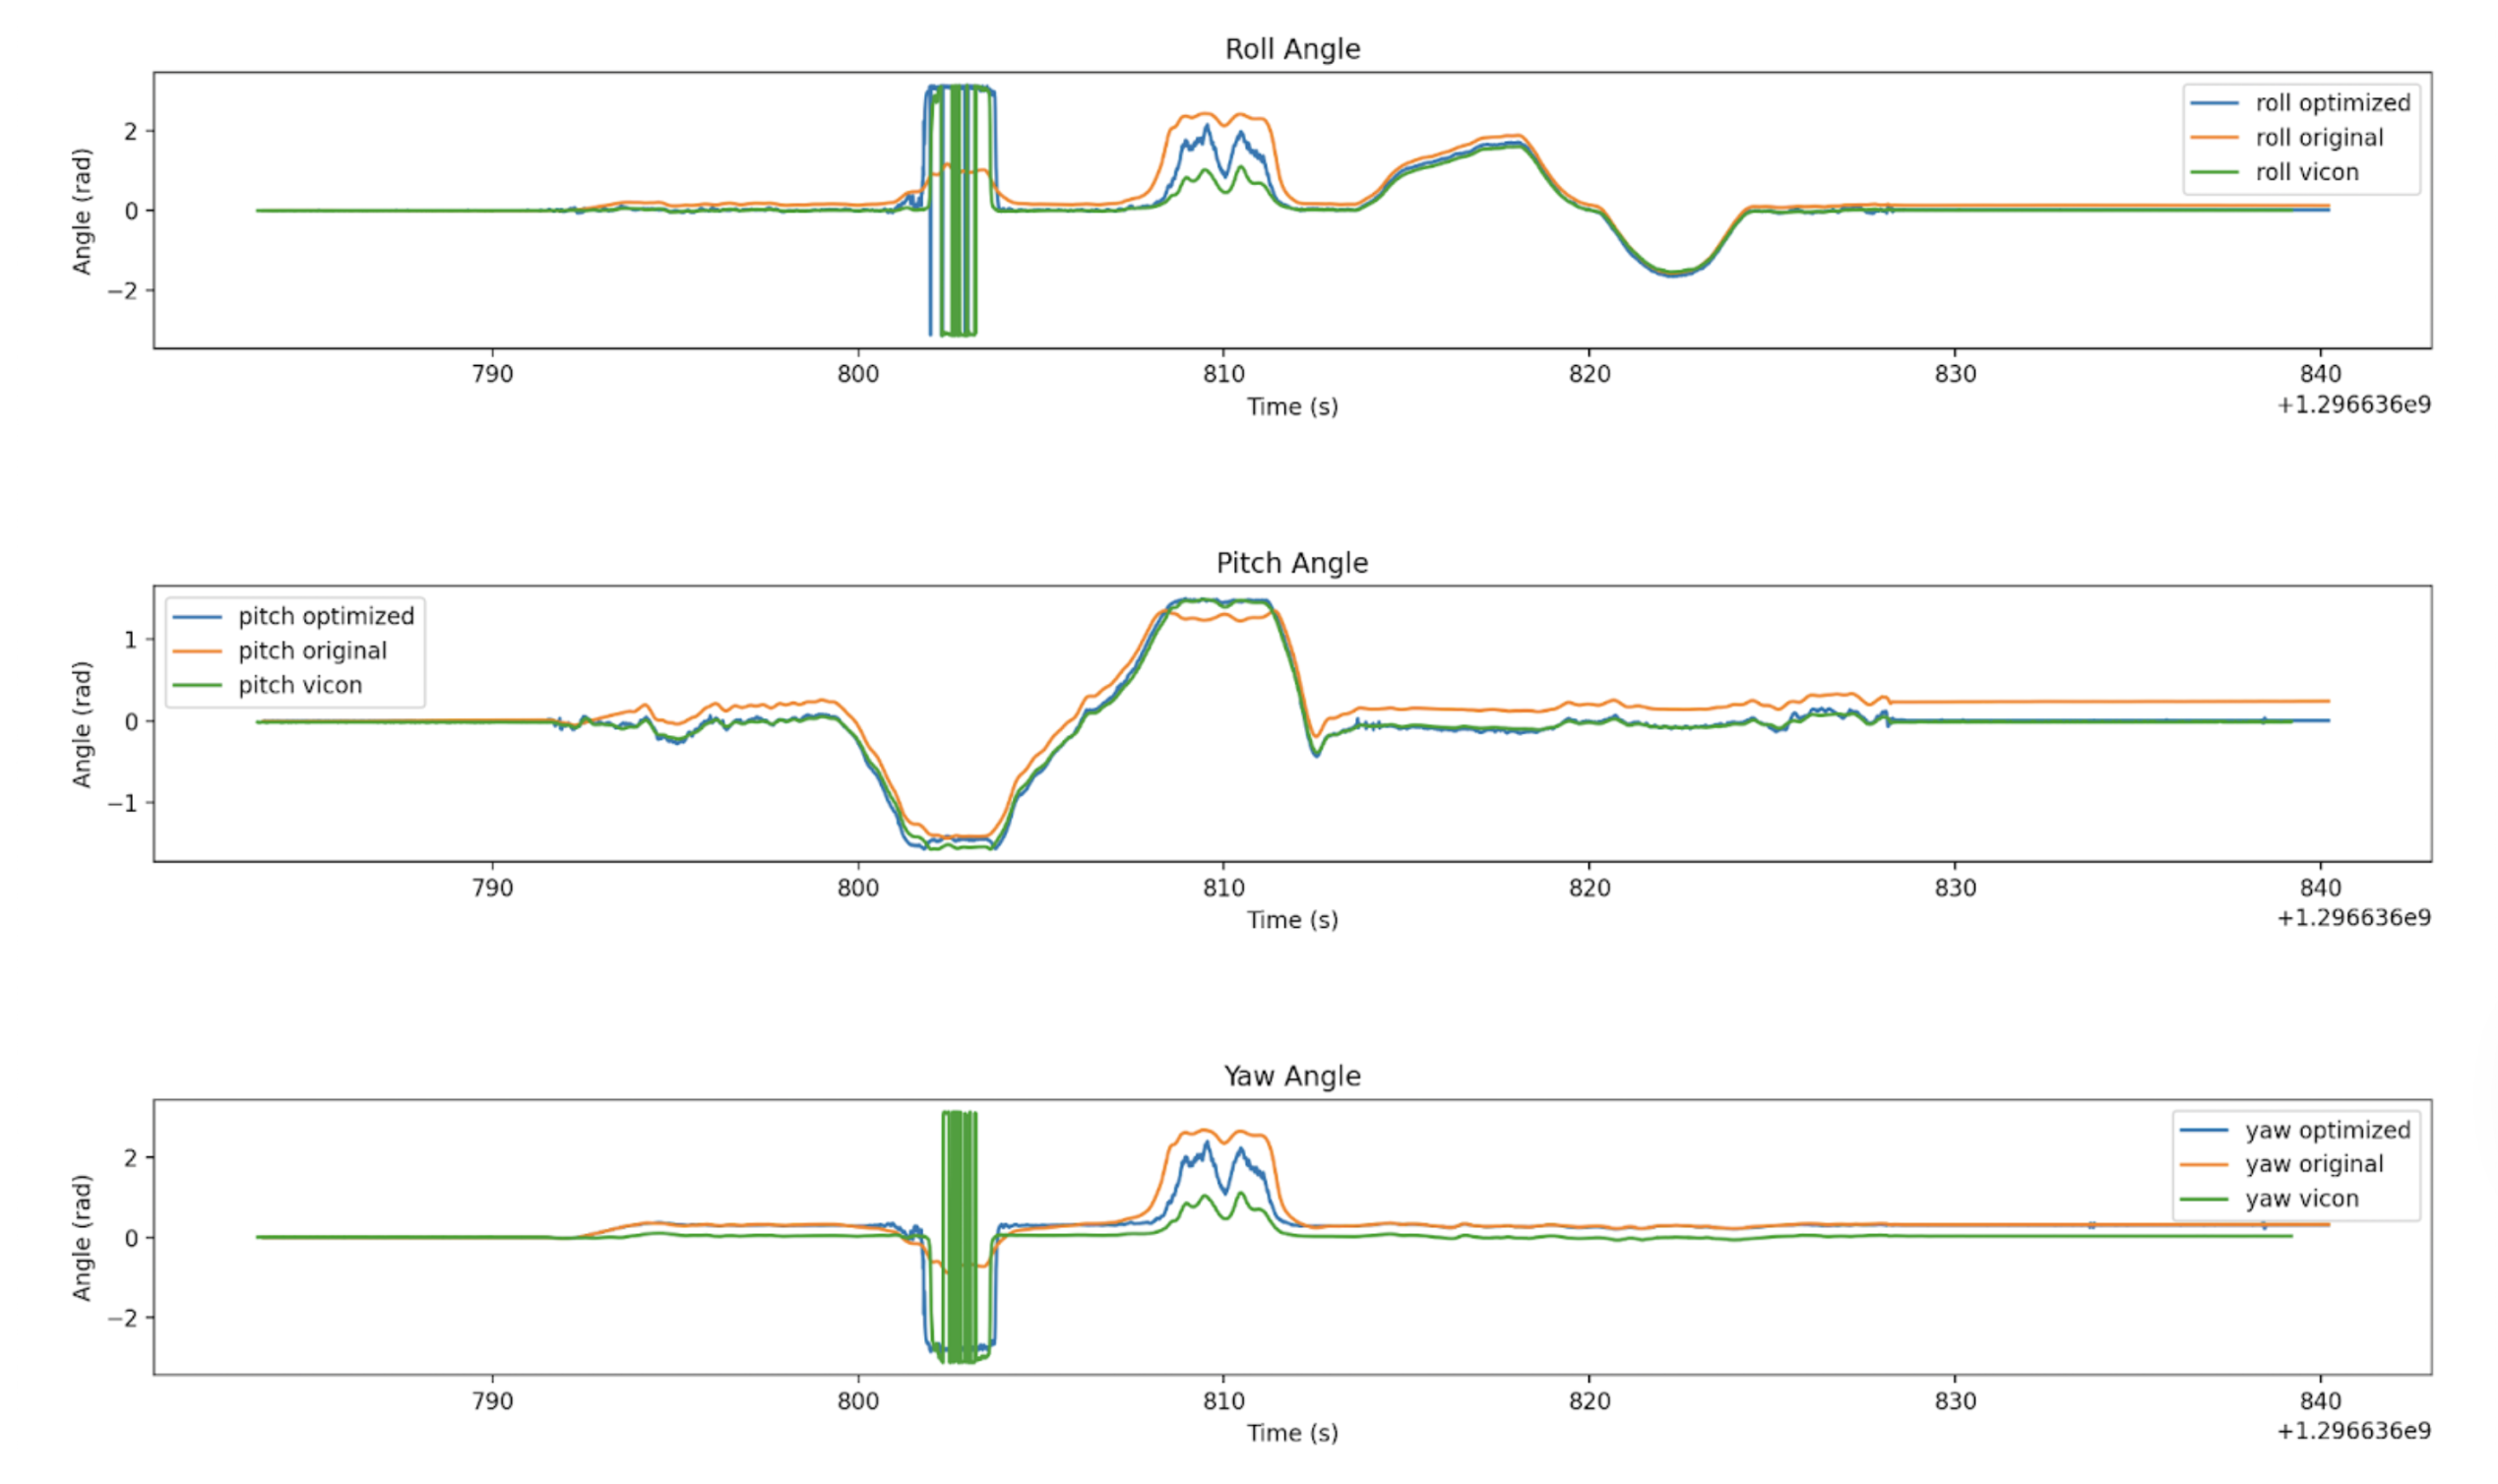 Roll Angle
Angle (rad)
2
0
−2
roll optimized
roll original
roll vicon
790 800 810 820 830 840
Time (s)
+1.296636e9
Pitch Angle
Angle (rad)
1
0
−1
pitch optimized
pitch original
pitch vicon
790 800 810 820 830 840
Time (s)
+1.296636e9
Yaw Angle
Angle (rad)
2
0
−2
yaw optimized
yaw original
yaw vicon
790 800 810 820 830 840
Time (s)
+1.296636e9